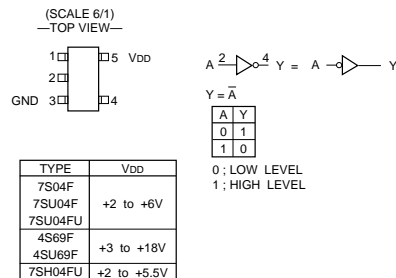 (SCALE 6/1)
—TOP VIEW—
1 5 VDD
2
GND 3 4
A 2 4 Y = A Y
Y = A̅
A Y
0 1
1 0
0 ; LOW LEVEL
1 ; HIGH LEVEL
TYPE VDD
7S04F
7SU04F +2 to +6V
7SU04FU
4S69F
4SU69F +3 to +18V
7SH04FU +2 to +5.5V